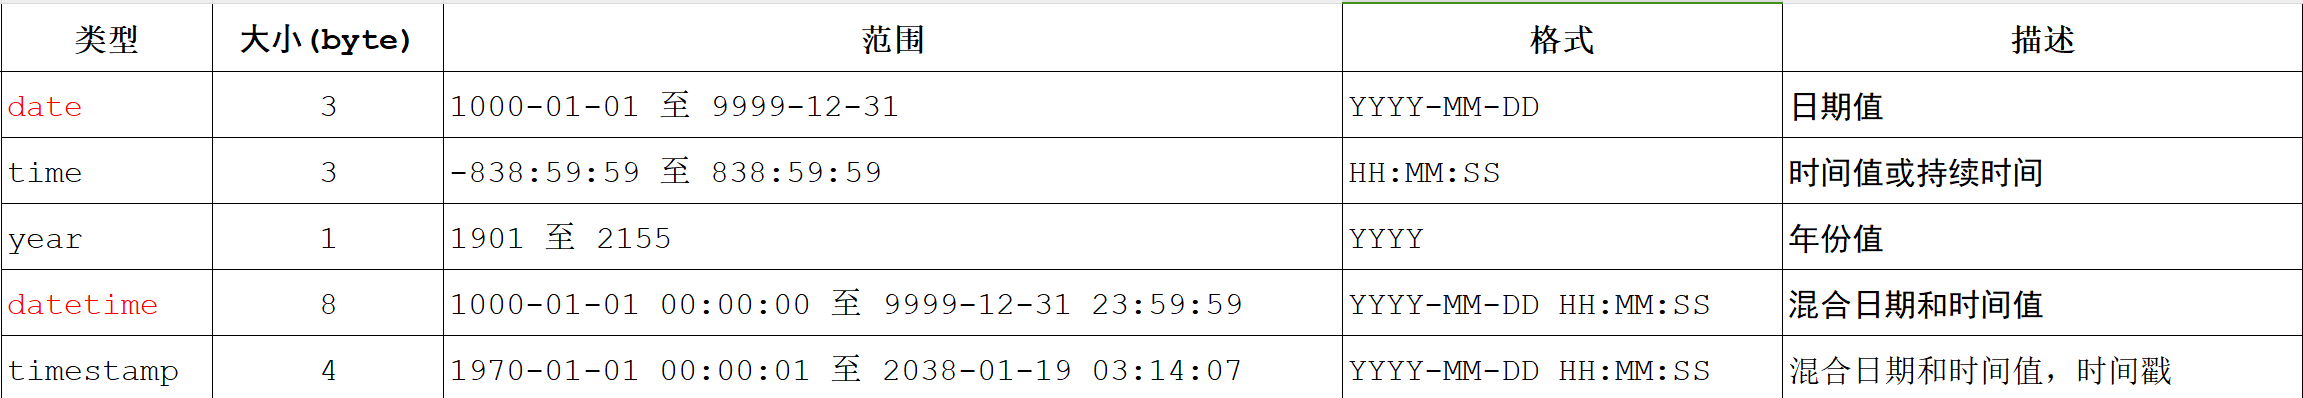 类型 大小(byte) 范围 格式 描述
date 3 1000-01-01 至 9999-12-31 YYYY-MM-DD 日期值
time 3 -838:59:59 至 838:59:59 HH:MM:SS 时间值或持续时间
year 1 1901 至 2155 YYYY 年份值
datetime 8 1000-01-01 00:00:00 至 9999-12-31 23:59:59 YYYY-MM-DD HH:MM:SS 混合日期和时间值
timestamp 4 1970-01-01 00:00:01 至 2038-01-19 03:14:07 YYYY-MM-DD HH:MM:SS 混合日期和时间值，时间戳